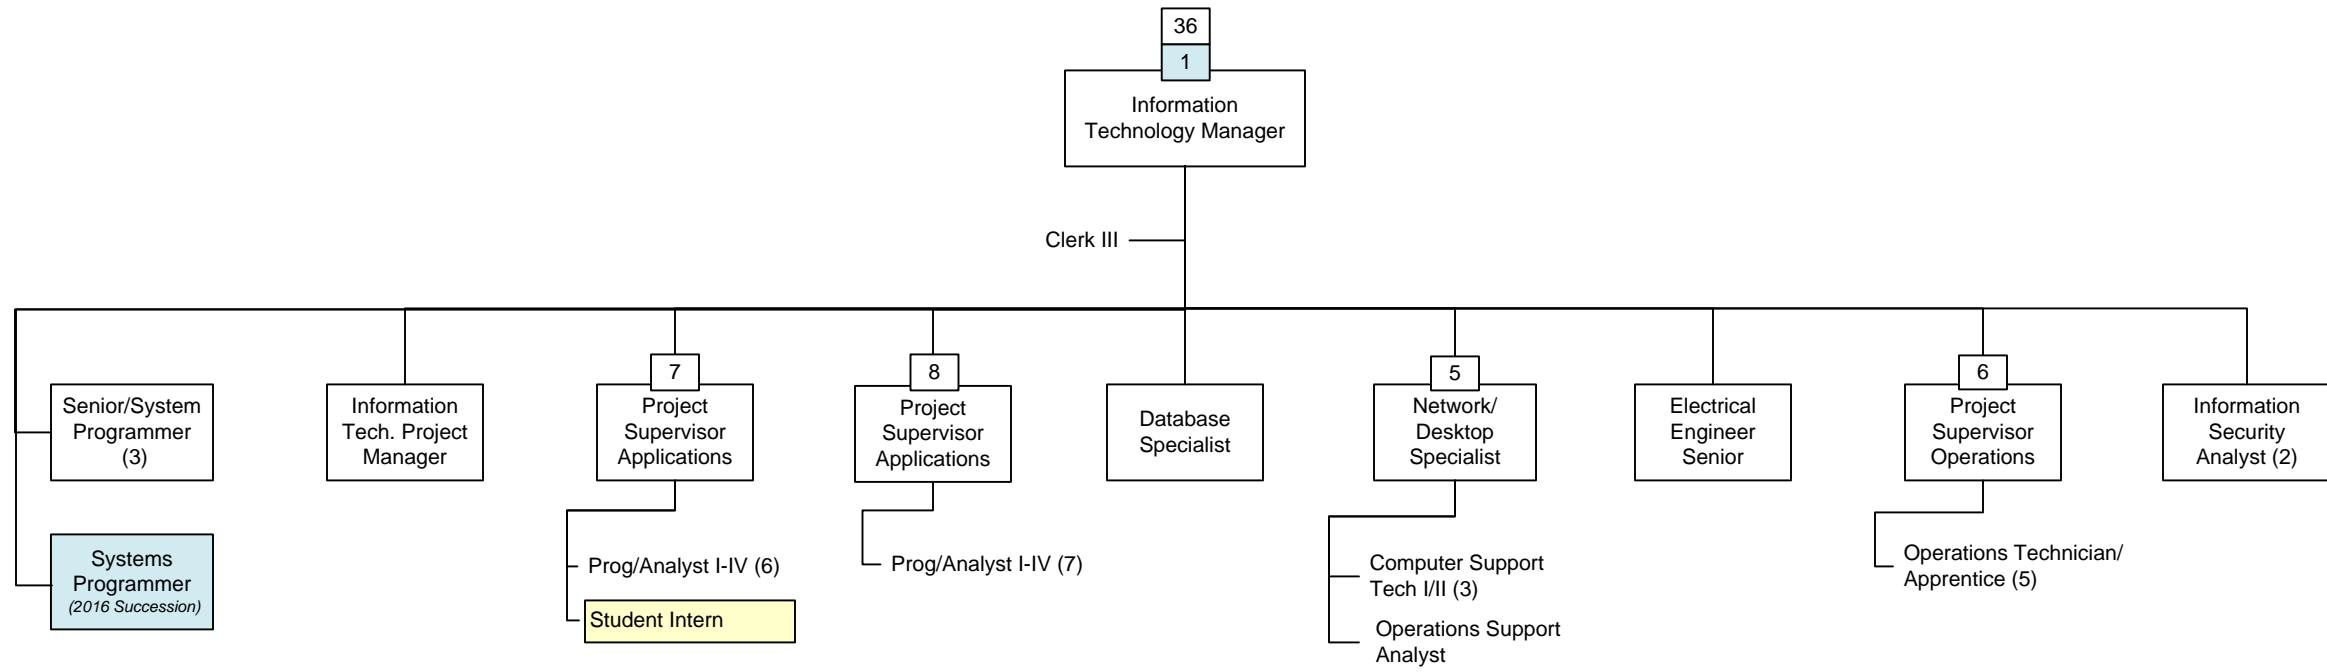 36
1
Information
Technology Manager
Clerk III
Senior/System
Programmer
(3)
Systems
Programmer
(2016 Succession)
Information
Tech. Project
Manager
7
Project
Supervisor
Applications
Prog/Analyst I-IV (6)
Student Intern
8
Project
Supervisor
Applications
Prog/Analyst I-IV (7)
Database
Specialist
5
Network/
Desktop
Specialist
Computer Support
Tech I/II (3)
Operations Support
Analyst
Electrical
Engineer
Senior
6
Project
Supervisor
Operations
Operations Technician/
Apprentice (5)
Information
Security
Analyst (2)